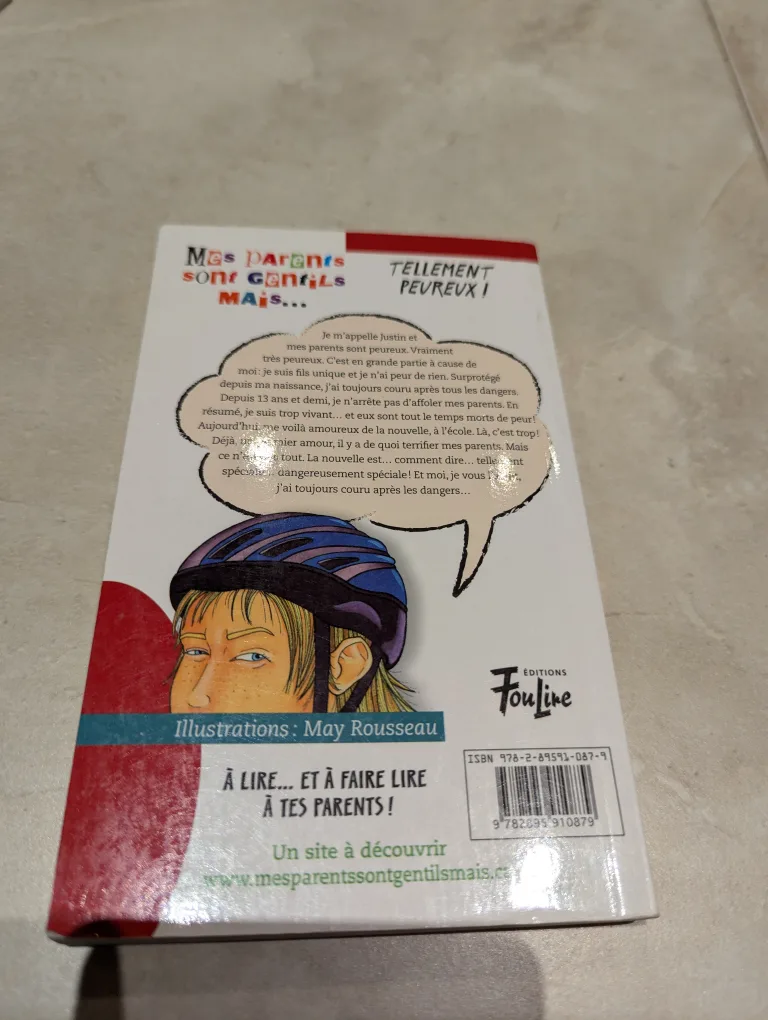 Mes parents
sont gentils
mais...
TELLEMENT
PEUREUX !
Je m'appelle Justin et
mes parents sont peureux. Vraiment
très peureux. C'est en grande partie à cause de
moi : je suis fils unique et je n'ai peur de rien. Surprotégé
depuis ma naissance, j'ai toujours couru après tous les dangers.
Depuis 13 ans et demi, je n'arrête pas d'affoler mes parents. En
résumé, je suis trop vivant... et eux sont tout le temps morts de peur!
Aujourd'hui, me voilà amoureux de la nouvelle, à l'école. Là, c'est trop!
Déjà, amour, il y a de quoi terrifier mes parents. Mais
ce tout. La nouvelle est... comment dire... tellement
dangereusement spéciale! Et moi, je vous
j'ai toujours couru après les dangers...
Illustrations : May Rousseau
ÉDITIONS
FouLire
À LIRE... ET À FAIRE LIRE
À TES PARENTS !
ISBN 978-2-89591-087-9
9 782895 910879
Un site à découvrir
www.mesparentssontgentilsmais.